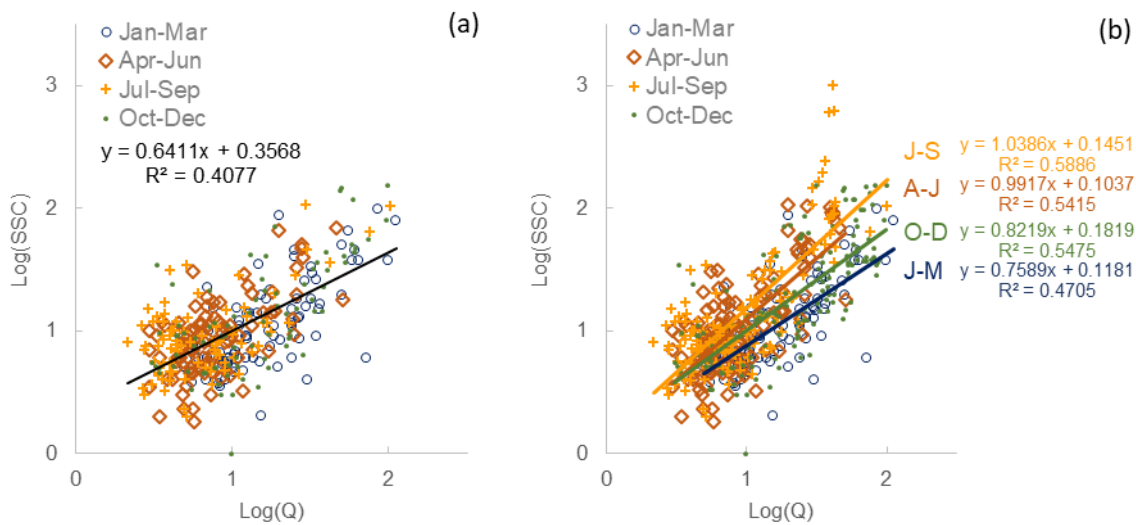 (a)
Jan-Mar
Apr-Jun
Jul-Sep
Oct-Dec
y = 0.6411x + 0.3568
R² = 0.4077
3
2
1
0
0 1 2
Log(SSC)
Log(Q)
(b)
Jan-Mar
Apr-Jun
Jul-Sep
Oct-Dec
J-S y = 1.0386x + 0.1451
R² = 0.5886
A-J y = 0.9917x + 0.1037
R² = 0.5415
O-D y = 0.8219x + 0.1819
R² = 0.5475
J-M y = 0.7589x + 0.1181
R² = 0.4705
3
2
1
0
0 1 2
Log(SSC)
Log(Q)